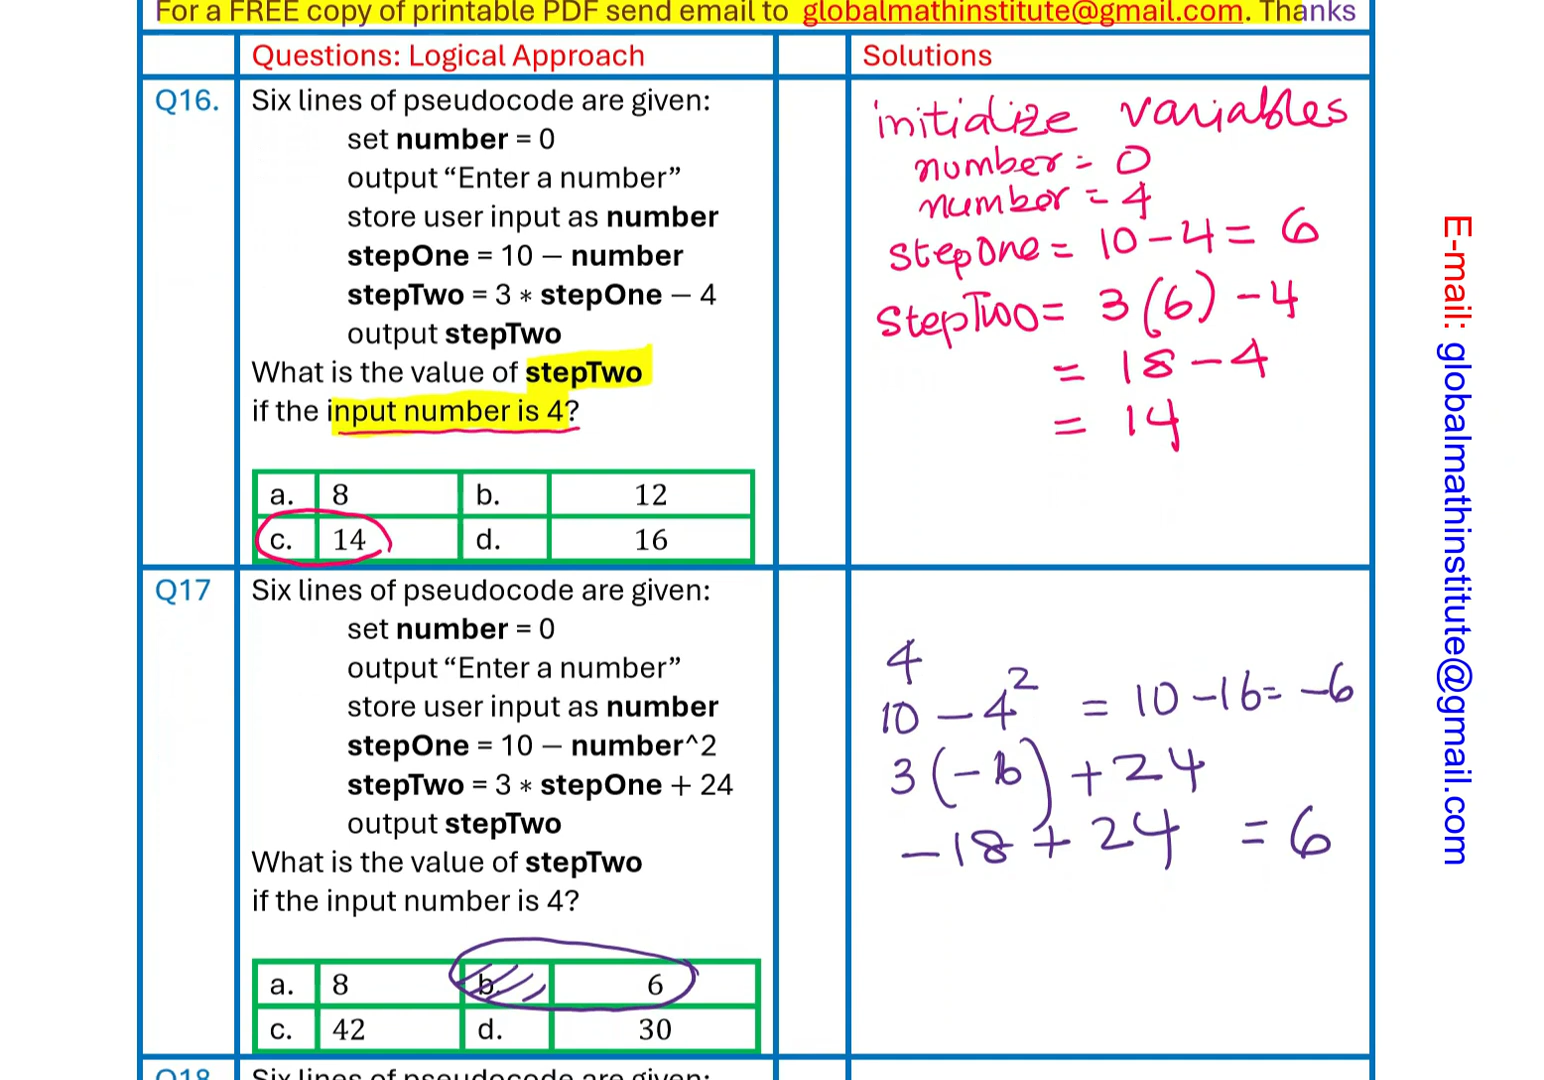 For a FREE copy of printable PDF send email to globalmathinstitute@gmail.com. Thanks
Questions: Logical Approach
Solutions
Q16.
Six lines of pseudocode are given:
set number = 0
output “Enter a number”
store user input as number
stepOne = 10 − number
stepTwo = 3 * stepOne − 4
output stepTwo
What is the value of stepTwo
if the input number is 4?
a. 8 b. 12
c. 14 d. 16
initialize variables
number = 0
number = 4
stepOne = 10 - 4 = 6
stepTwo = 3 (6) - 4
= 18 - 4
= 14
Q17
Six lines of pseudocode are given:
set number = 0
output “Enter a number”
store user input as number
stepOne = 10 − number^2
stepTwo = 3 * stepOne + 24
output stepTwo
What is the value of stepTwo
if the input number is 4?
a. 8 b. 6
c. 42 d. 30
4
10 - 4² = 10 - 16 = -6
3 (-6) + 24
-18 + 24 = 6
Q18
Six lines of pseudocode are given:
E-mail: globalmathinstitute@gmail.com